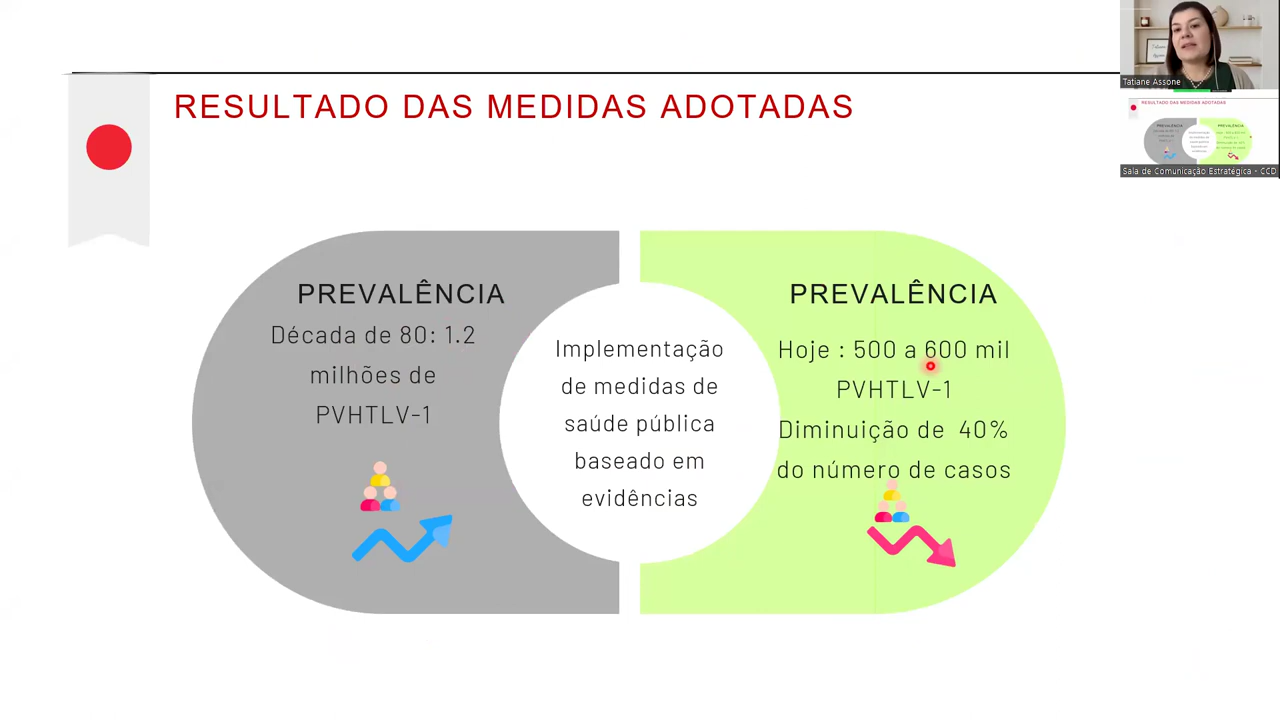 RESULTADO DAS MEDIDAS ADOTADAS
PREVALÊNCIA
Década de 80: 1.2
milhões de
PVHTLV-1
Implementação
de medidas de
saúde pública
baseado em
evidências
PREVALÊNCIA
Hoje : 500 a 600 mil
PVHTLV-1
Diminuição de 40%
do número de casos
Tatiane Assone
RESULTADO DAS MEDIDAS ADOTADAS
PREVALÊNCIA
PREVALÊNCIA
Sala de Comunicação Estratégica - CCD